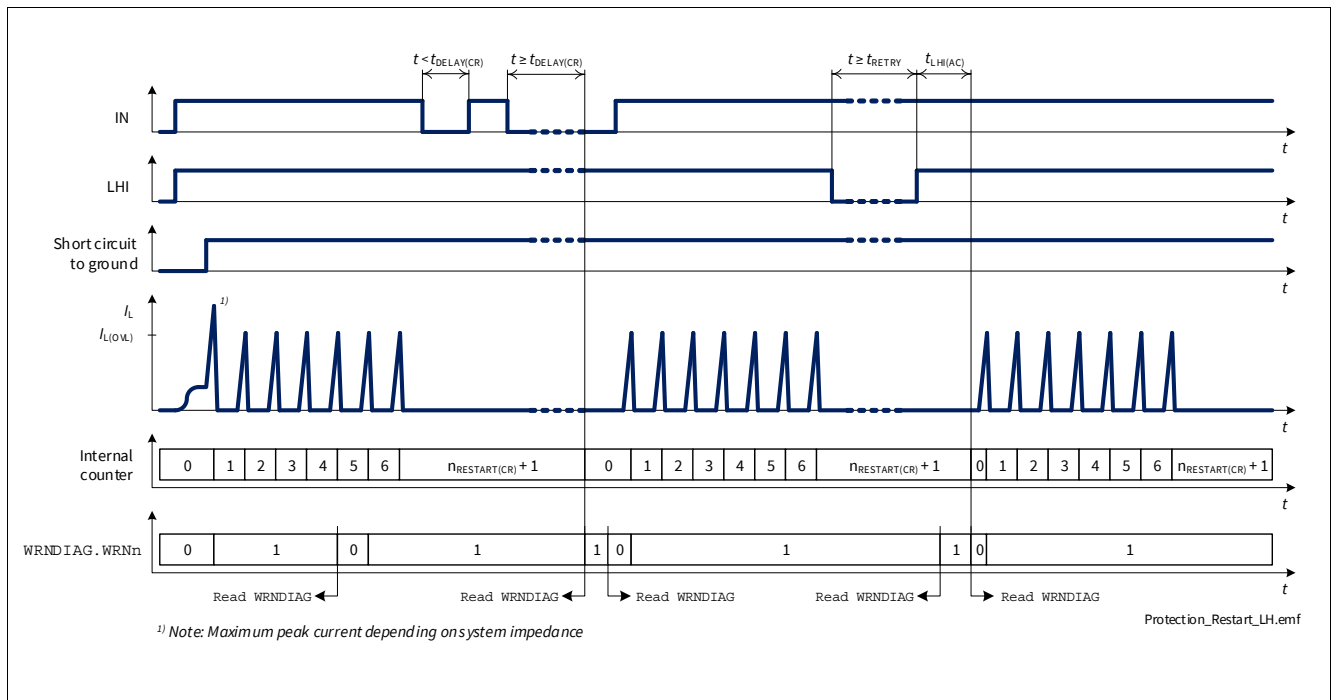 t < tDELAY(CR) t ≥ tDELAY(CR) t ≥ tRETRY tLHI(AC)
IN
t
LHI
t
Short circuit
to ground
t
IL
1)
IL(OVL)
t
Internal
counter
0 1 2 3 4 5 6 nRESTART(CR) + 1 0 1 2 3 4 5 6 nRESTART(CR) + 1 0 1 2 3 4 5 6 nRESTART(CR) + 1
t
WRNDIAG.WRNn 0 1 0 1 1 0 1 1 0 1
t
Read WRNDIAG Read WRNDIAG Read WRNDIAG Read WRNDIAG Read WRNDIAG
1) Note: Maximum peak current depending on system impedance
Protection_Restart_LH.emf